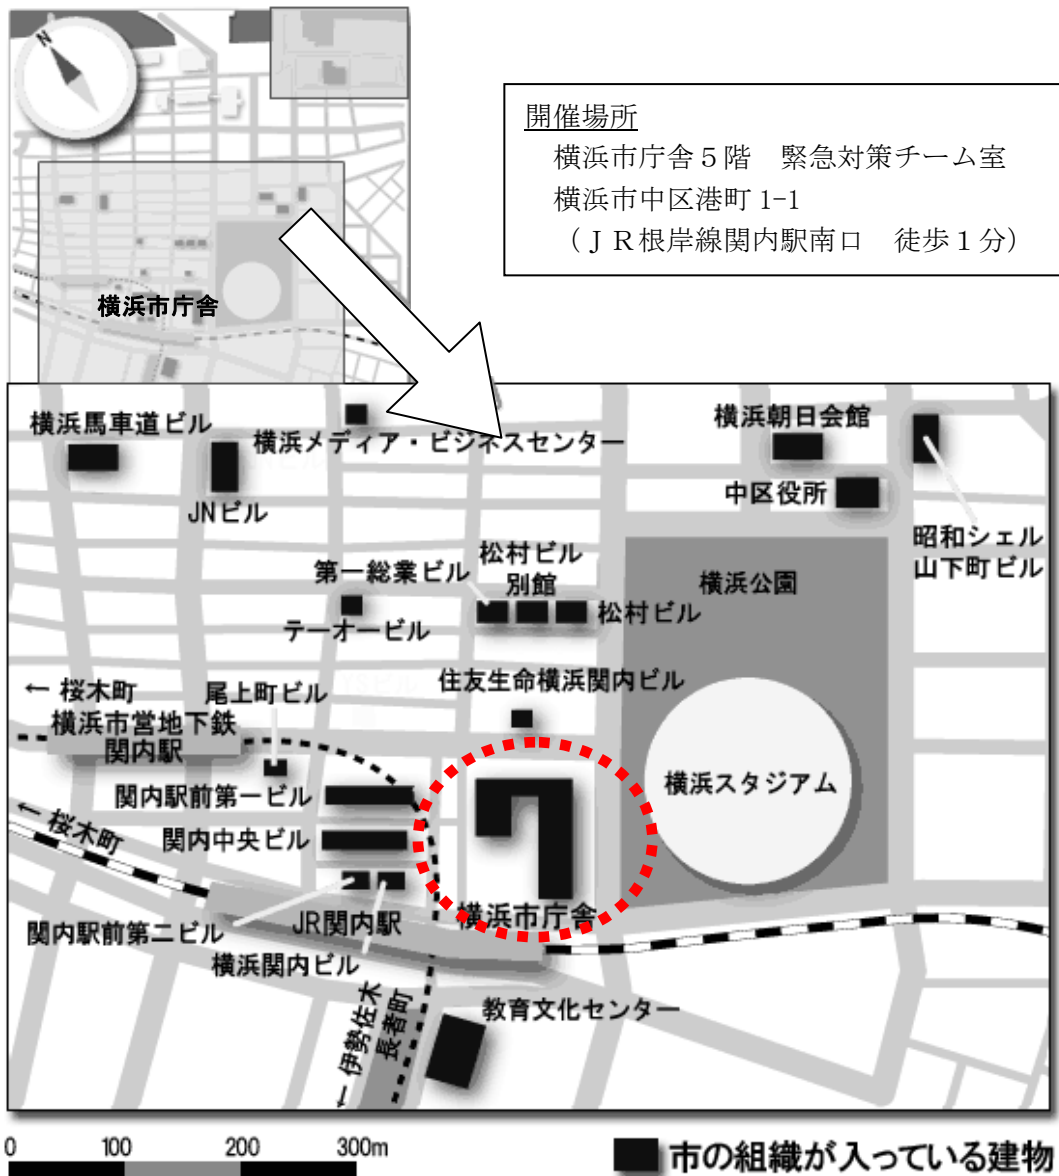 N
開催場所
横浜市庁舎５階　緊急対策チーム室
横浜市中区港町 1-1
（ＪＲ根岸線関内駅南口　徒歩１分）
横浜市庁舎
横浜馬車道ビル
横浜メディア・ビジネスセンター
横浜朝日会館
JNビル
中区役所
昭和シェル
山下町ビル
松村ビル
別館
第一総業ビル
松村ビル
横浜公園
テーオービル
← 桜木町
尾上町ビル
住友生命横浜関内ビル
横浜市営地下鉄
関内駅
横浜スタジアム
関内駅前第一ビル
← 桜木町
関内中央ビル
JR関内駅
横浜市庁舎
関内駅前第二ビル
横浜関内ビル
教育文化センター
← 伊勢佐木
長者町
0 100 200 300m
市の組織が入っている建物